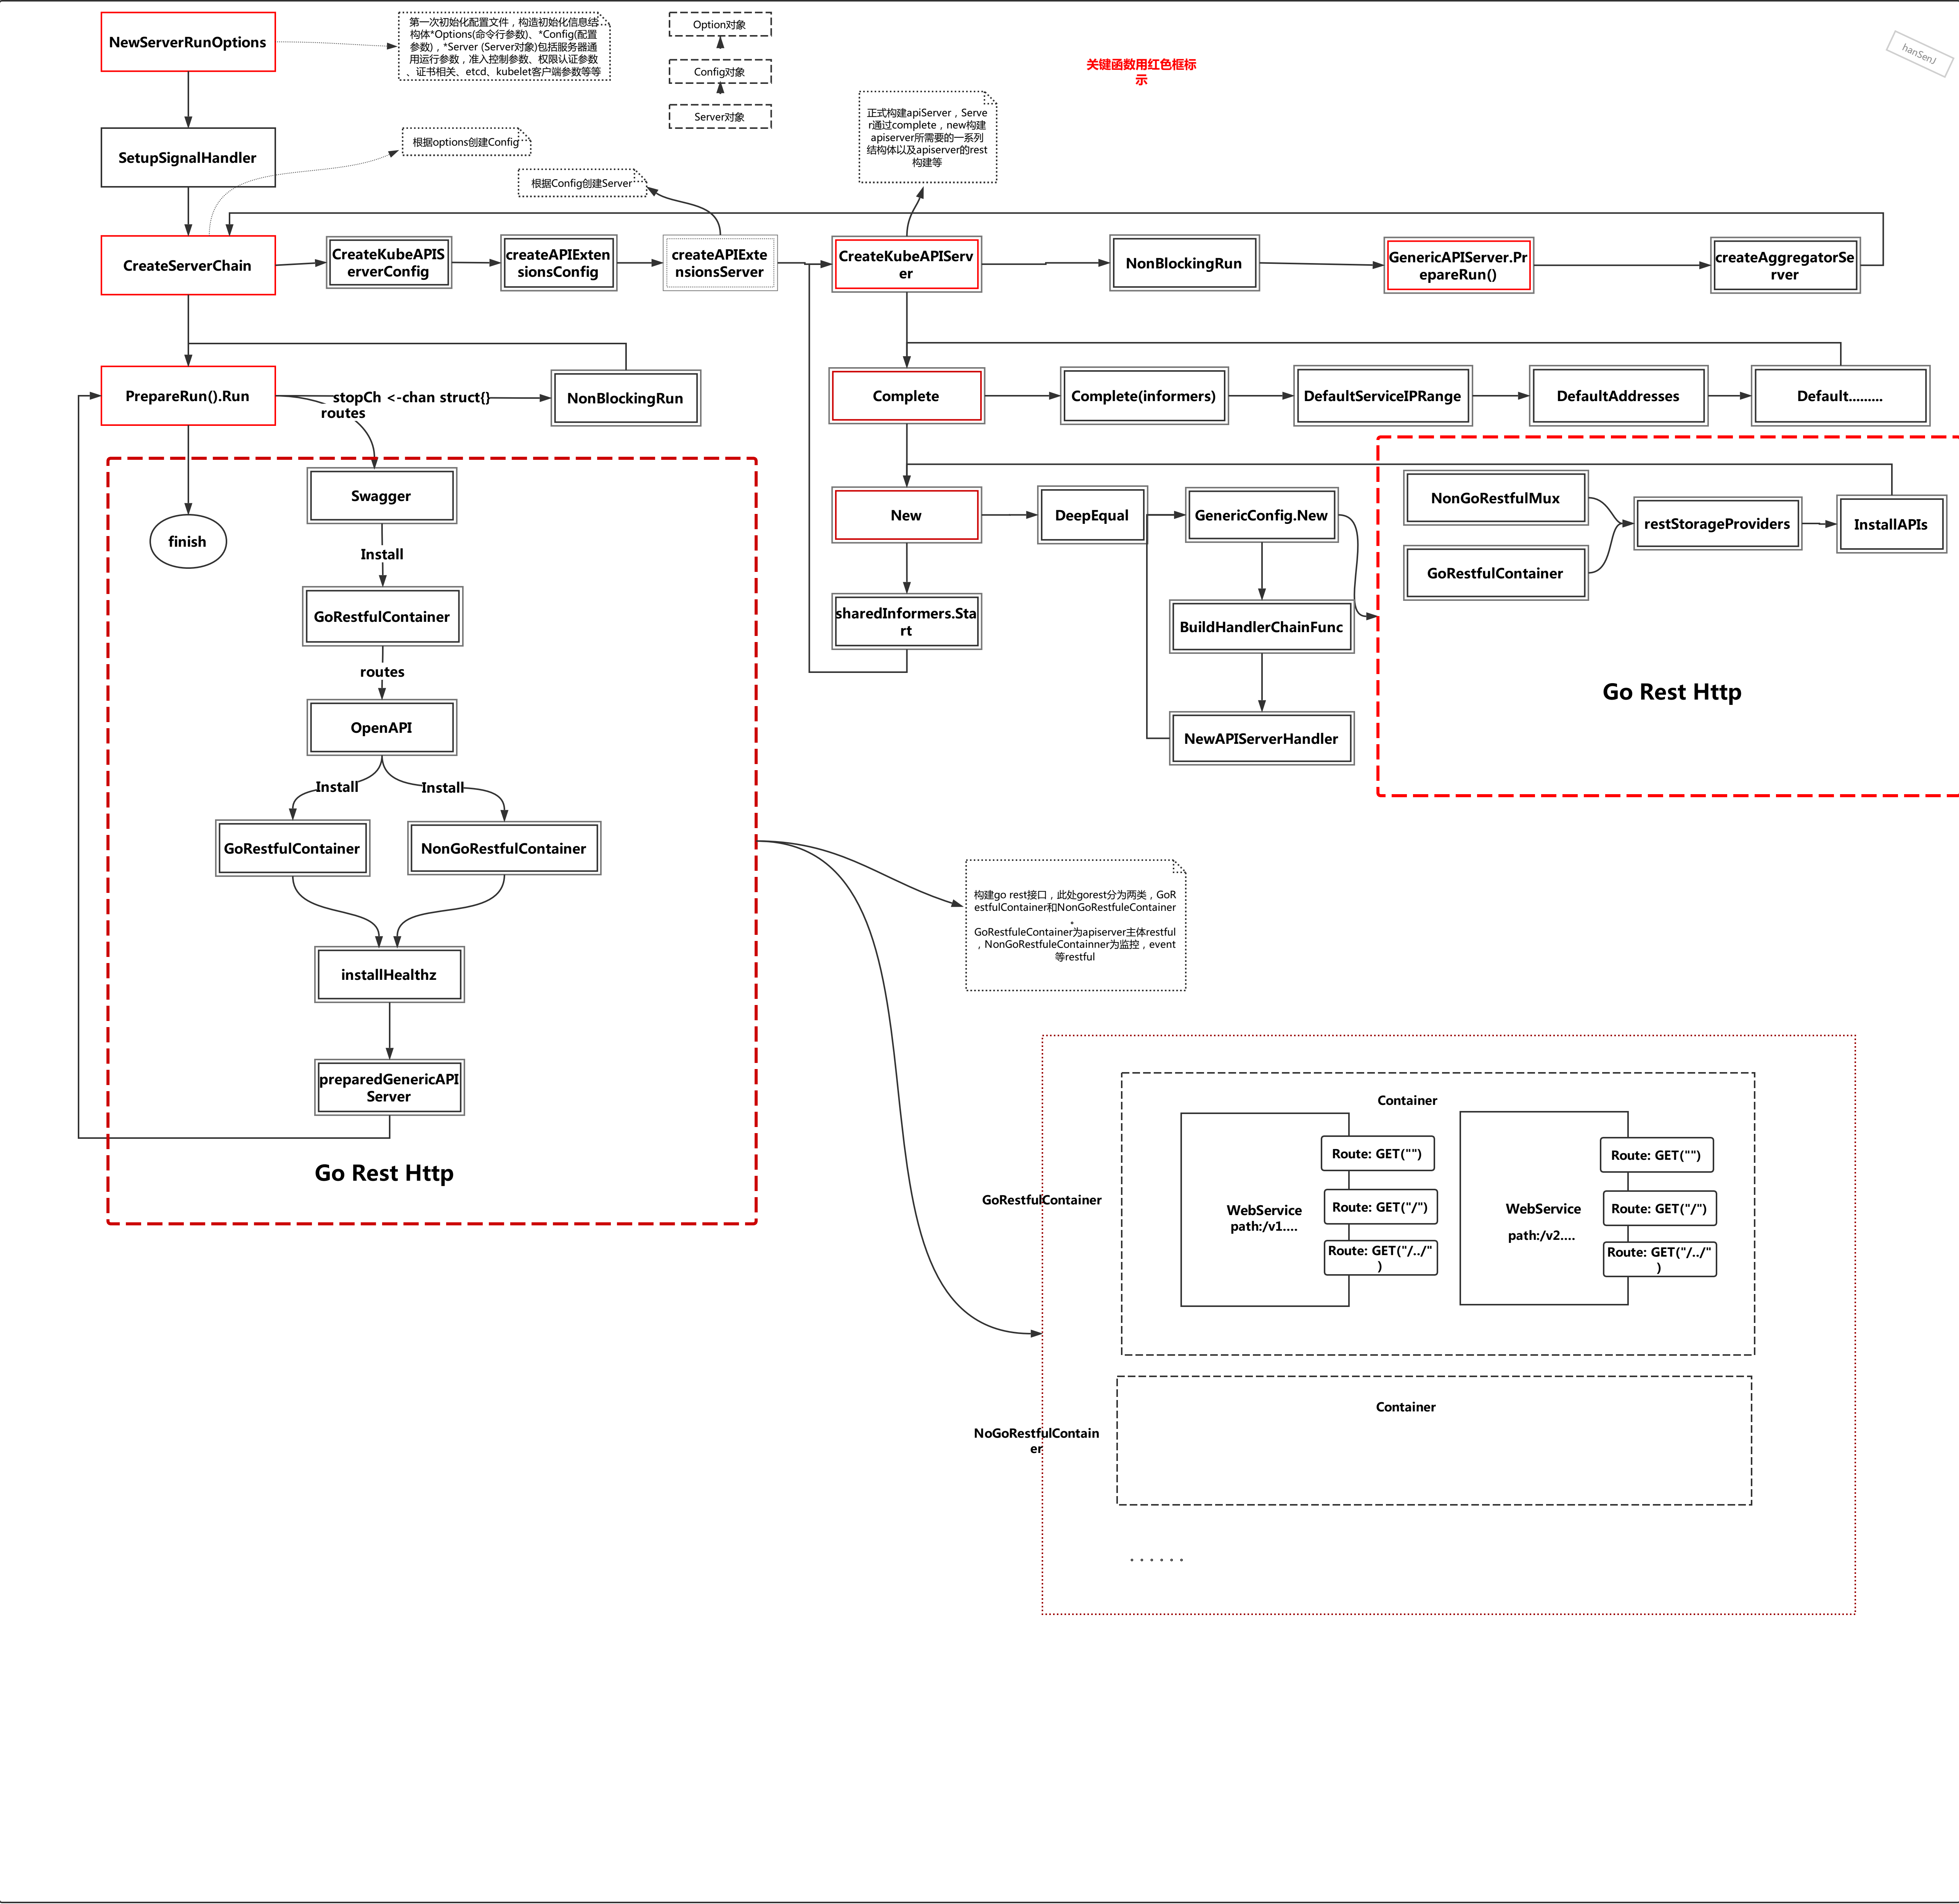 NewServerRunOptions
第一次初始化配置文件，构造初始化信息结
构体*Options(命令行参数)、*Config(配置
参数)，*Server (Server对象)包括服务器通
用运行参数，准入控制参数、权限认证参数
、证书相关、etcd、kubelet客户端参数等等
Option对象
Config对象
Server对象
关键函数用红色框标
示
hanSenJ
正式构建apiServer，Serve
r通过complete，new构建
apiserver所需要的一系列
结构体以及apiserver的rest
构建等
SetupSignalHandler
根据options创建Config
根据Config创建Server
CreateServerChain
CreateKubeAPIS
erverConfig
createAPIExten
sionsConfig
createAPIExte
nsionsServer
CreateKubeAPIServ
er
NonBlockingRun
GenericAPIServer.Pr
epareRun()
createAggregatorSe
rver
PrepareRun().Run
stopCh <-chan struct{}
routes
NonBlockingRun
Complete
Complete(informers)
DefaultServiceIPRange
DefaultAddresses
Default.........
finish
Swagger
Install
GoRestfulContainer
routes
OpenAPI
Install
Install
GoRestfulContainer
NonGoRestfulContainer
installHealthz
preparedGenericAPI
Server
Go Rest Http
New
DeepEqual
GenericConfig.New
sharedInformers.Sta
rt
BuildHandlerChainFunc
NewAPIServerHandler
NonGoRestfulMux
GoRestfulContainer
restStorageProviders
InstallAPIs
Go Rest Http
构建go rest接口，此处gorest分为两类，GoR
estfulContainer和NonGoRestfuleContainer
。
GoRestfuleContainer为apiserver主体restful
，NonGoRestfuleContainner为监控，event
等restful
GoRestfulContainer
Container
WebService
path:/v1....
Route: GET("")
Route: GET("/")
Route: GET("/../"
)
WebService
path:/v2....
Route: GET("")
Route: GET("/")
Route: GET("/../"
)
NoGoRestfulContain
er
Container
. . . . . .